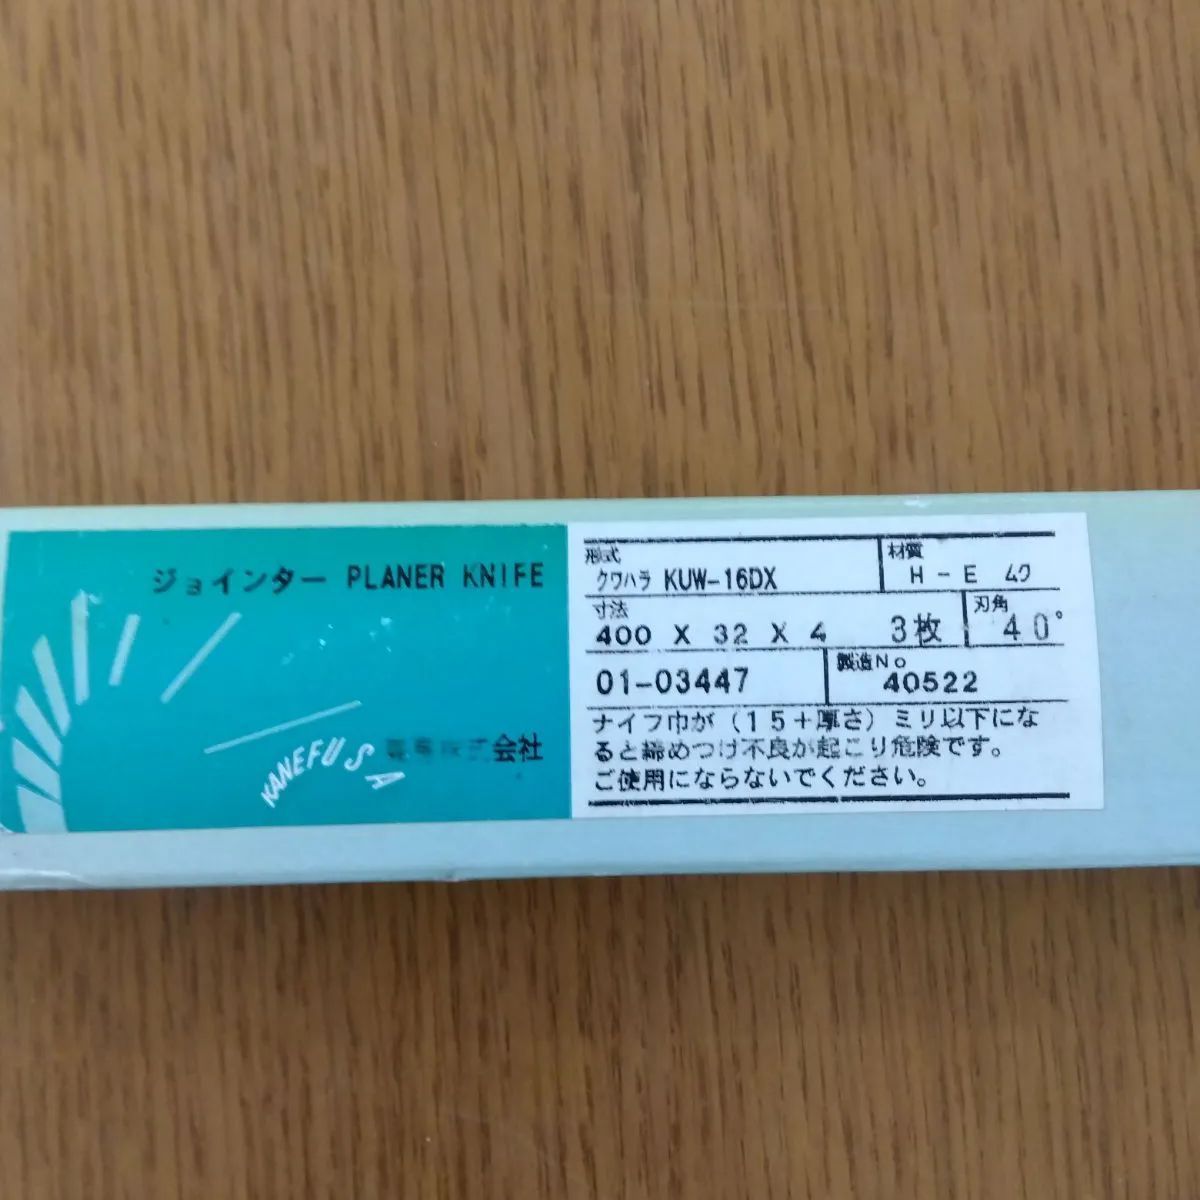 ジョインター PLANER KNIFE
KANEFUSA
会社
形式
クワハラ KUW-16DX
材質
H-E ムク
寸法
400 X 32 X 4 3枚
刃角
40°
01-03447
製造No
40522
ナイフ巾が(15+厚さ)ミリ以下にな
ると締めつけ不良が起こり危険です。
ご使用にならないでください。